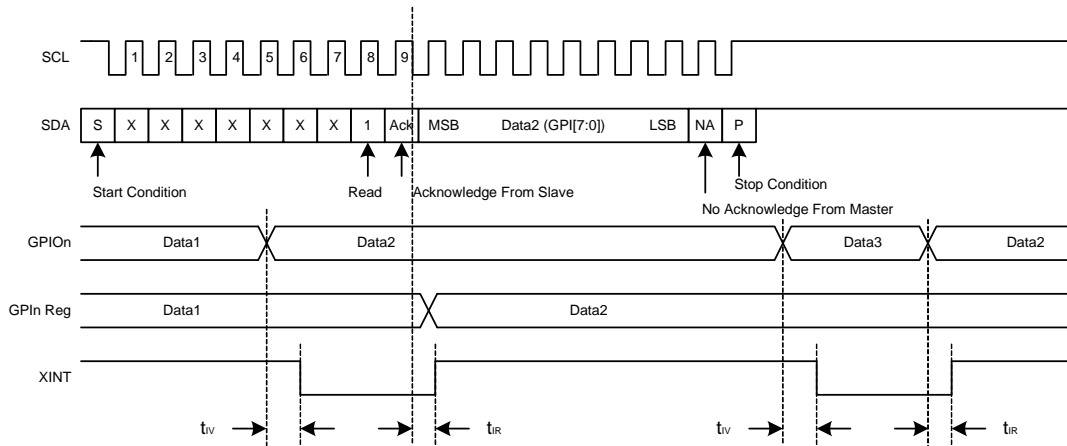 SCL 1 2 3 4 5 6 7 8 9
SDA S X X X X X X X 1 Ack MSB Data2 (GPI[7:0]) LSB NA P
Start Condition Read Acknowledge From Slave Stop Condition
No Acknowledge From Master
GPIOn Data1 Data2 Data3 Data2
GPIn Reg Data1 Data2
XINT
tIV tIR tIV tIR